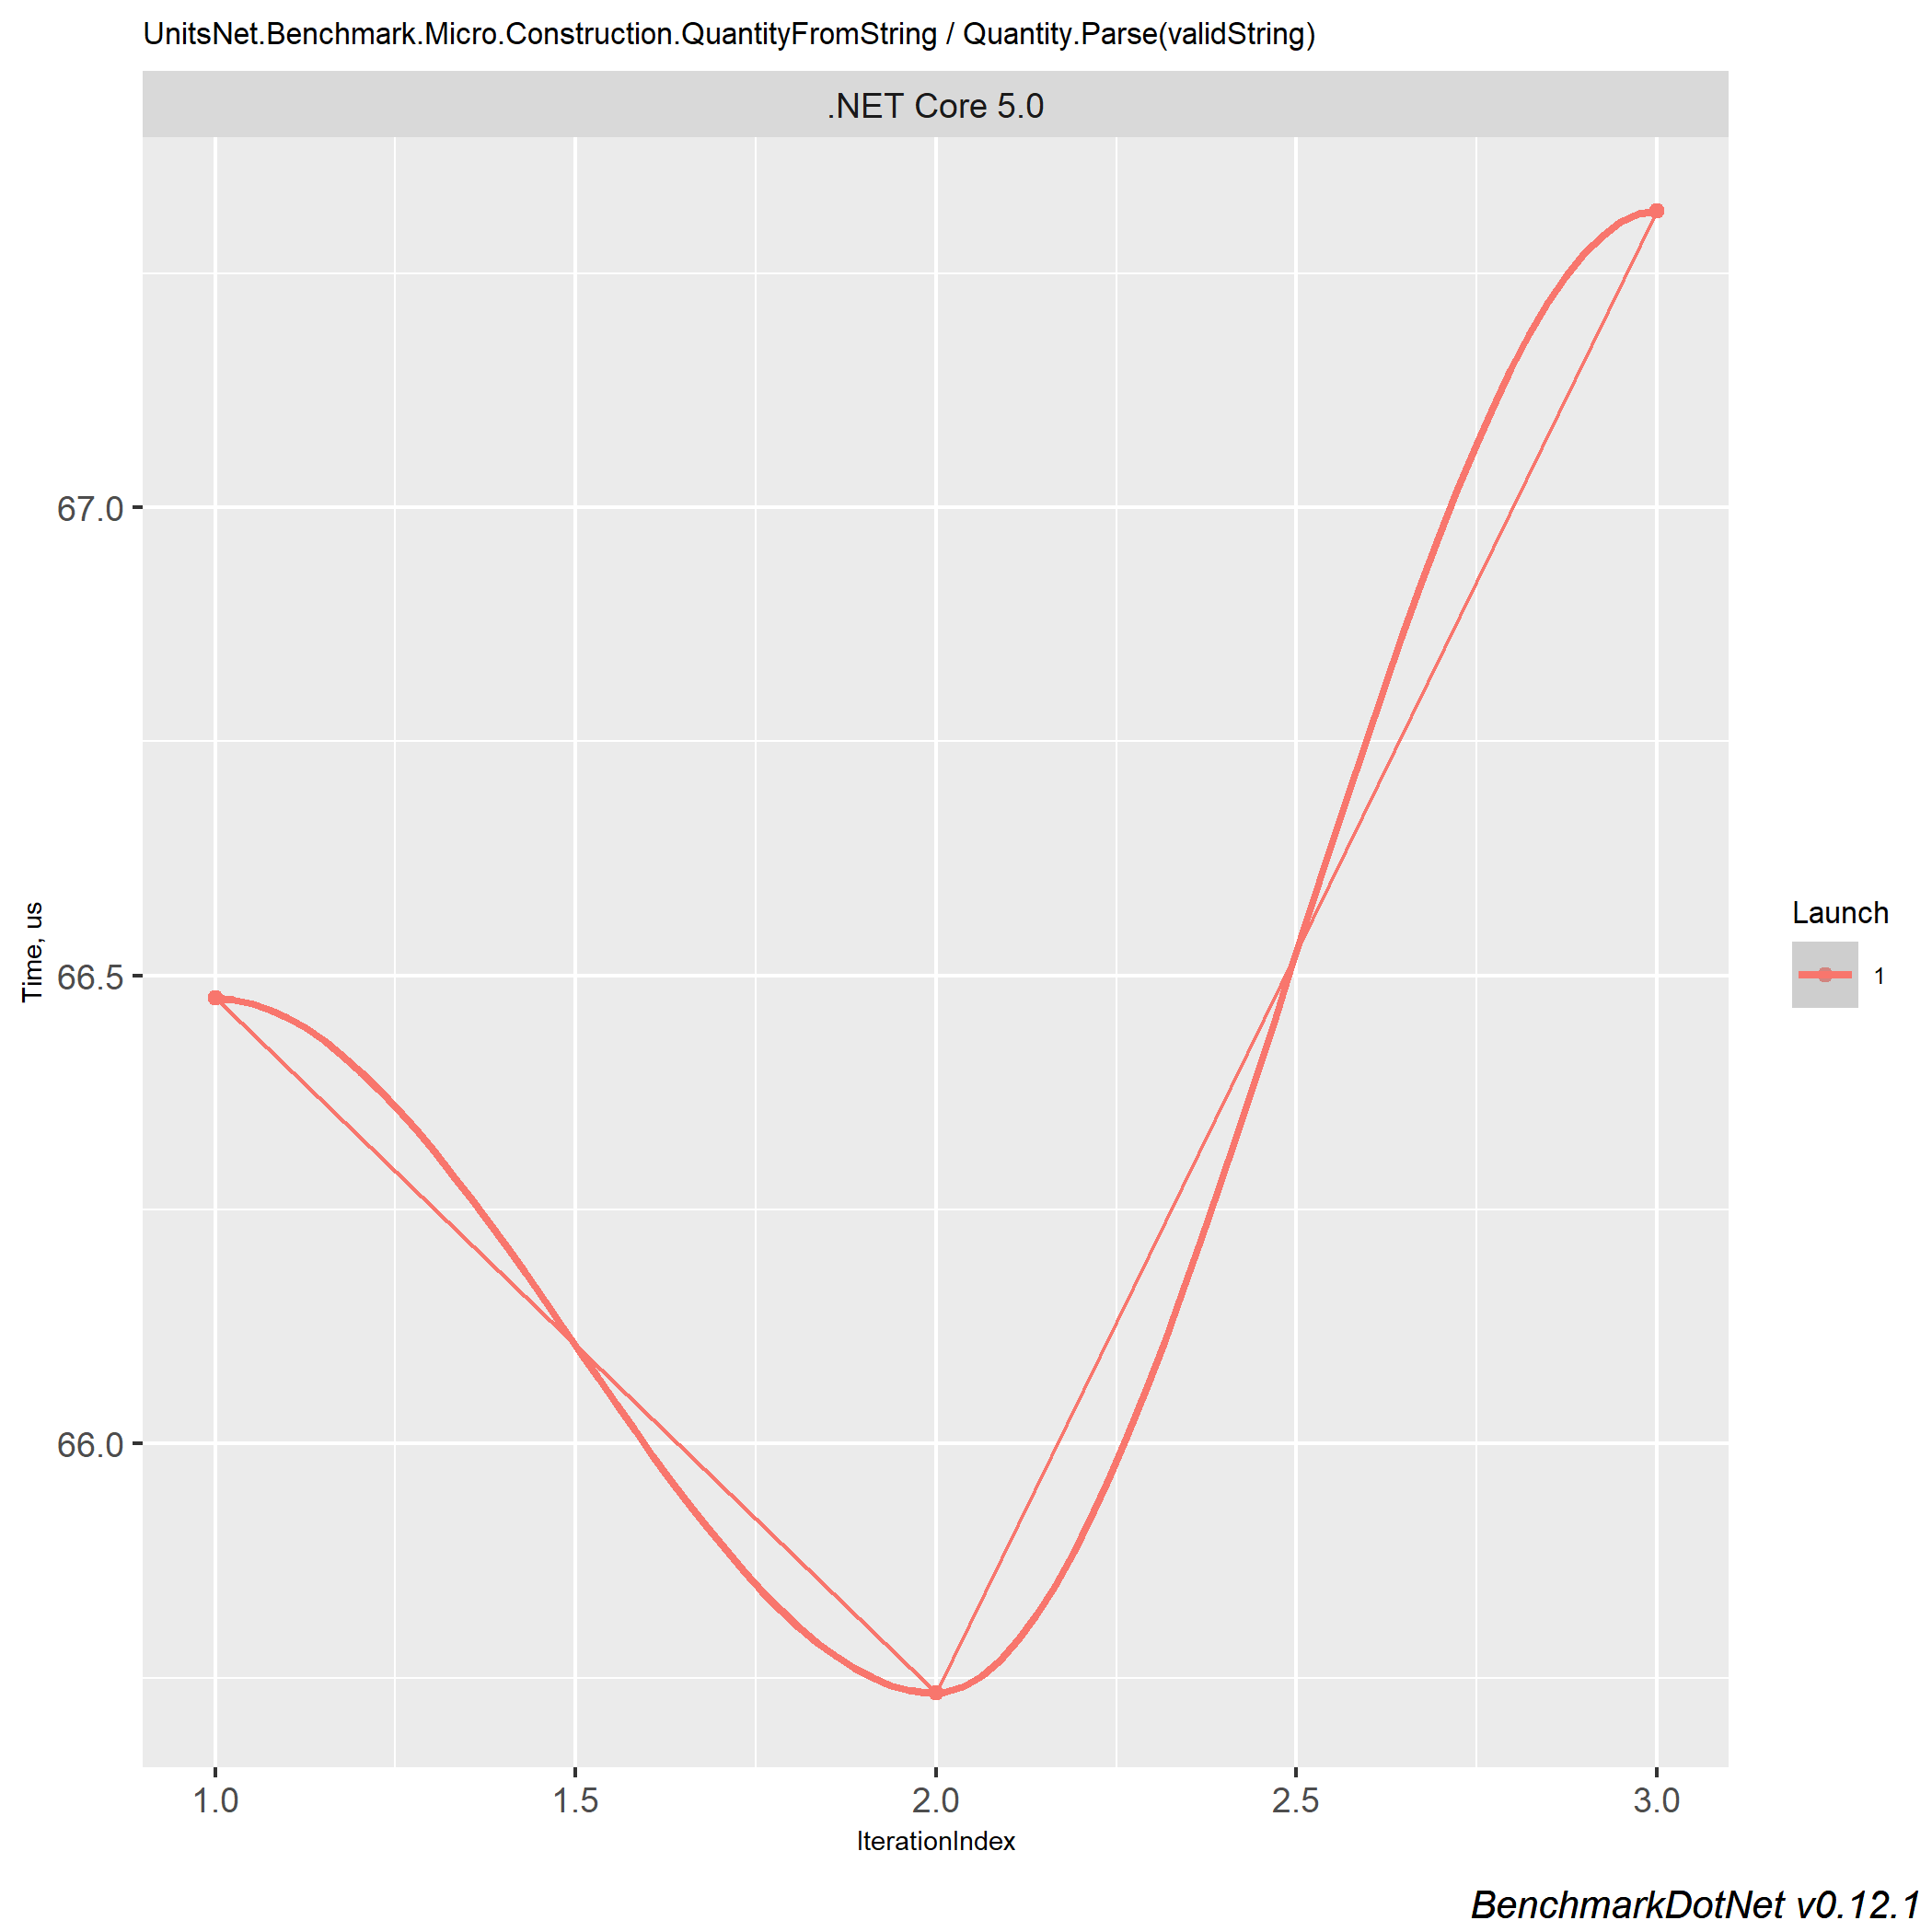 UnitsNet.Benchmark.Micro.Construction.QuantityFromString / Quantity.Parse(validString)
.NET Core 5.0
67.0
66.5
66.0
Time, us
1.0 1.5 2.0 2.5 3.0
IterationIndex
Launch
1
BenchmarkDotNet v0.12.1